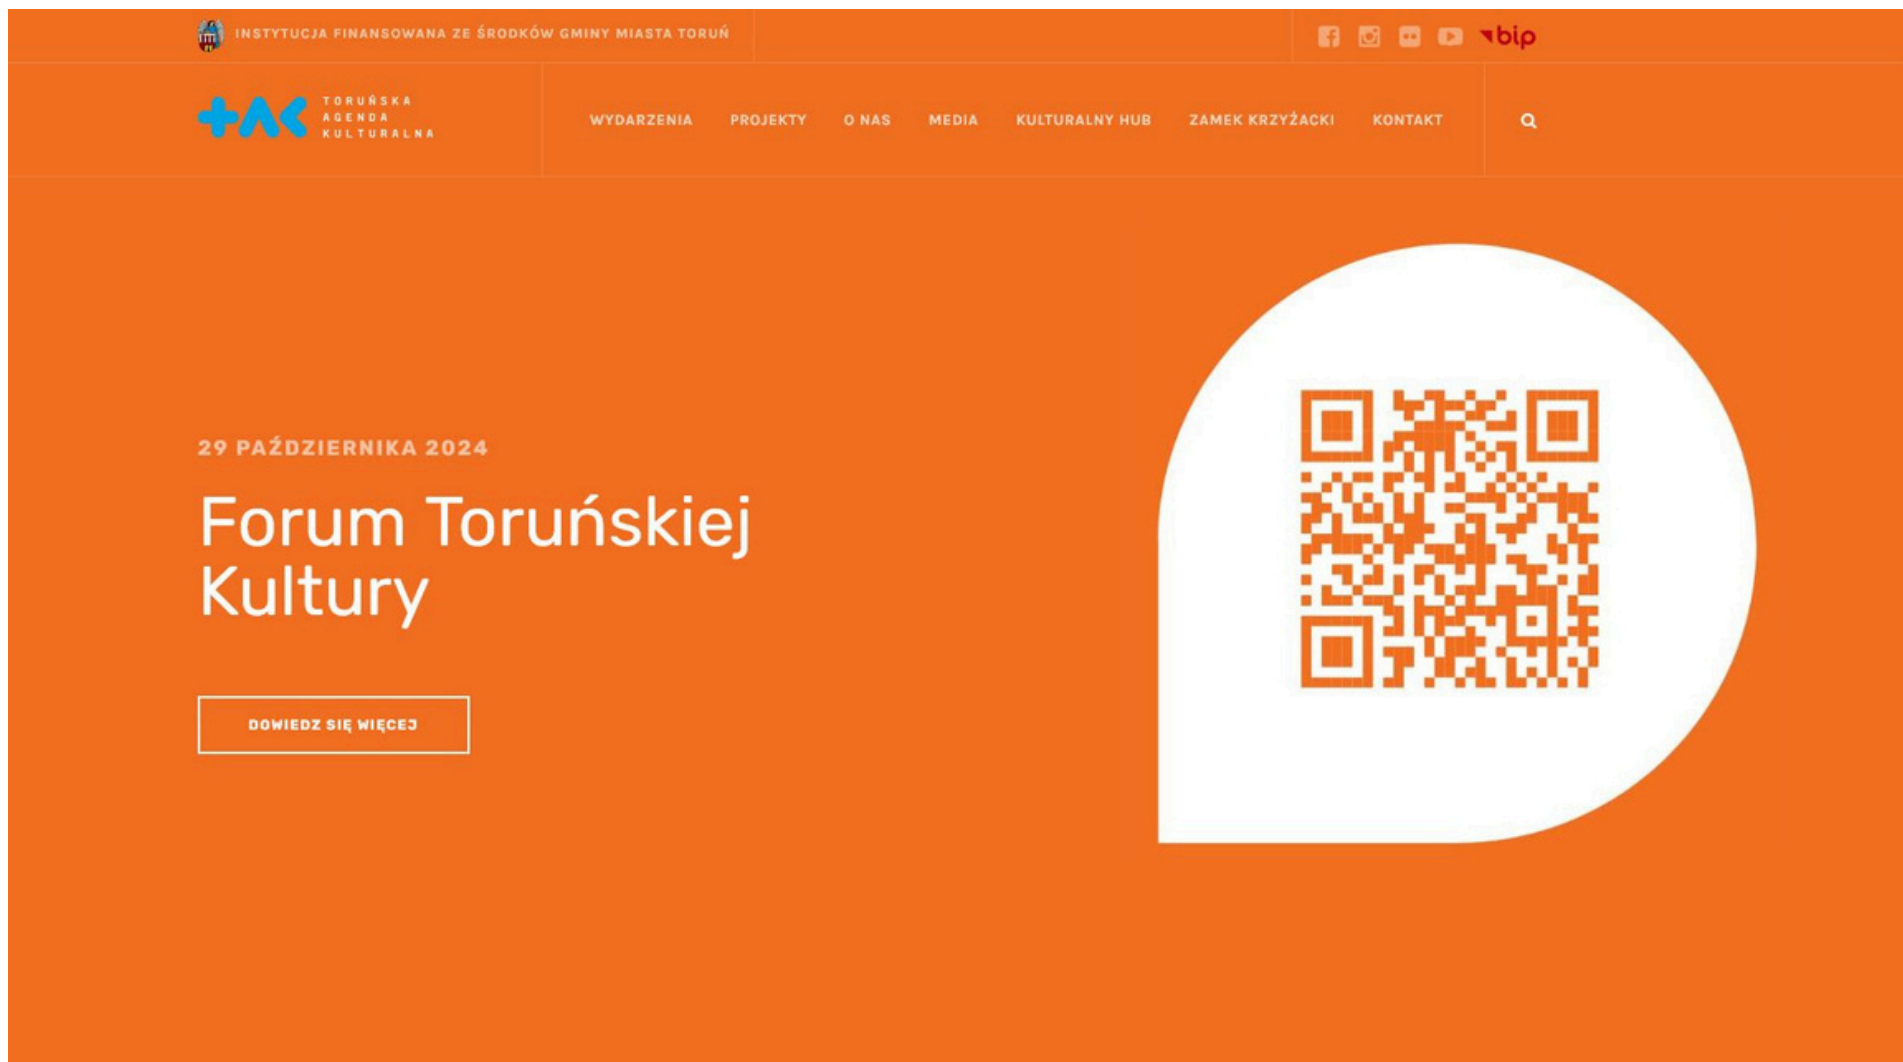 INSTYTUCJA FINANSOWANA ZE ŚRODKÓW GMINY MIASTA TORUŃ
bip
TORUŃSKA
AGENDA
KULTURALNA
WYDARZENIA PROJEKTY O NAS MEDIA KULTURALNY HUB ZAMEK KRZYŻACKI KONTAKT
29 PAŹDZIERNIKA 2024
Forum Toruńskiej
Kultury
DOWIEDZ SIĘ WIĘCEJ